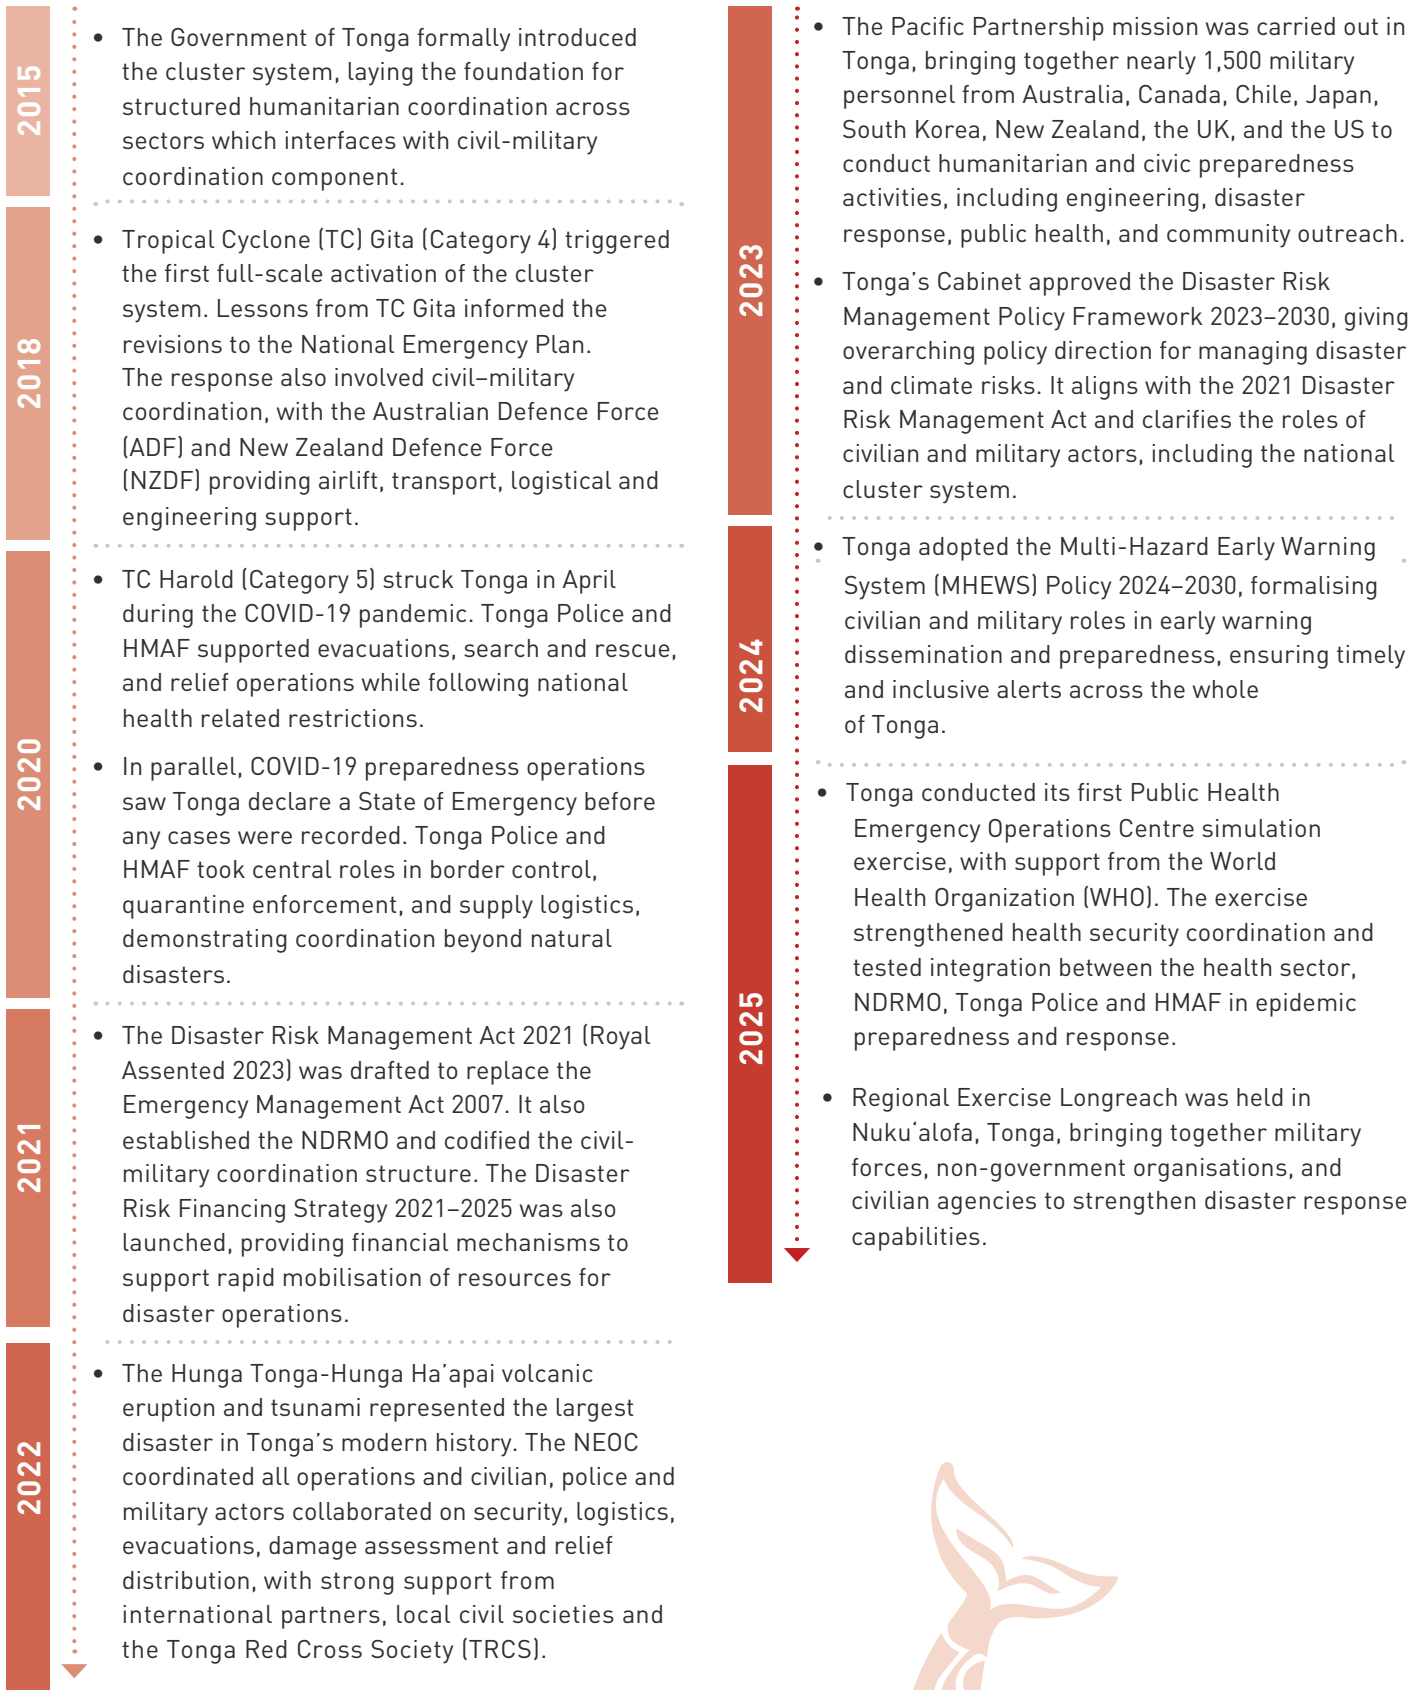 2015
• The Government of Tonga formally introduced
the cluster system, laying the foundation for
structured humanitarian coordination across
sectors which interfaces with civil-military
coordination component.
2018
• Tropical Cyclone (TC) Gita (Category 4) triggered
the first full-scale activation of the cluster
system. Lessons from TC Gita informed the
revisions to the National Emergency Plan.
The response also involved civil–military
coordination, with the Australian Defence Force
(ADF) and New Zealand Defence Force
(NZDF) providing airlift, transport, logistical and
engineering support.
2020
• TC Harold (Category 5) struck Tonga in April
during the COVID-19 pandemic. Tonga Police and
HMAF supported evacuations, search and rescue,
and relief operations while following national
health related restrictions.
• In parallel, COVID-19 preparedness operations
saw Tonga declare a State of Emergency before
any cases were recorded. Tonga Police and
HMAF took central roles in border control,
quarantine enforcement, and supply logistics,
demonstrating coordination beyond natural
disasters.
2021
• The Disaster Risk Management Act 2021 (Royal
Assented 2023) was drafted to replace the
Emergency Management Act 2007. It also
established the NDRMO and codified the civil-
military coordination structure. The Disaster
Risk Financing Strategy 2021–2025 was also
launched, providing financial mechanisms to
support rapid mobilisation of resources for
disaster operations.
2022
• The Hunga Tonga-Hunga Ha’apai volcanic
eruption and tsunami represented the largest
disaster in Tonga’s modern history. The NEOC
coordinated all operations and civilian, police and
military actors collaborated on security, logistics,
evacuations, damage assessment and relief
distribution, with strong support from
international partners, local civil societies and
the Tonga Red Cross Society (TRCS).
2023
• The Pacific Partnership mission was carried out in
Tonga, bringing together nearly 1,500 military
personnel from Australia, Canada, Chile, Japan,
South Korea, New Zealand, the UK, and the US to
conduct humanitarian and civic preparedness
activities, including engineering, disaster
response, public health, and community outreach.
• Tonga’s Cabinet approved the Disaster Risk
Management Policy Framework 2023–2030, giving
overarching policy direction for managing disaster
and climate risks. It aligns with the 2021 Disaster
Risk Management Act and clarifies the roles of
civilian and military actors, including the national
cluster system.
2024
• Tonga adopted the Multi-Hazard Early Warning
System (MHEWS) Policy 2024–2030, formalising
civilian and military roles in early warning
dissemination and preparedness, ensuring timely
and inclusive alerts across the whole
of Tonga.
2025
• Tonga conducted its first Public Health
Emergency Operations Centre simulation
exercise, with support from the World
Health Organization (WHO). The exercise
strengthened health security coordination and
tested integration between the health sector,
NDRMO, Tonga Police and HMAF in epidemic
preparedness and response.
• Regional Exercise Longreach was held in
Nuku‘alofa, Tonga, bringing together military
forces, non-government organisations, and
civilian agencies to strengthen disaster response
capabilities.